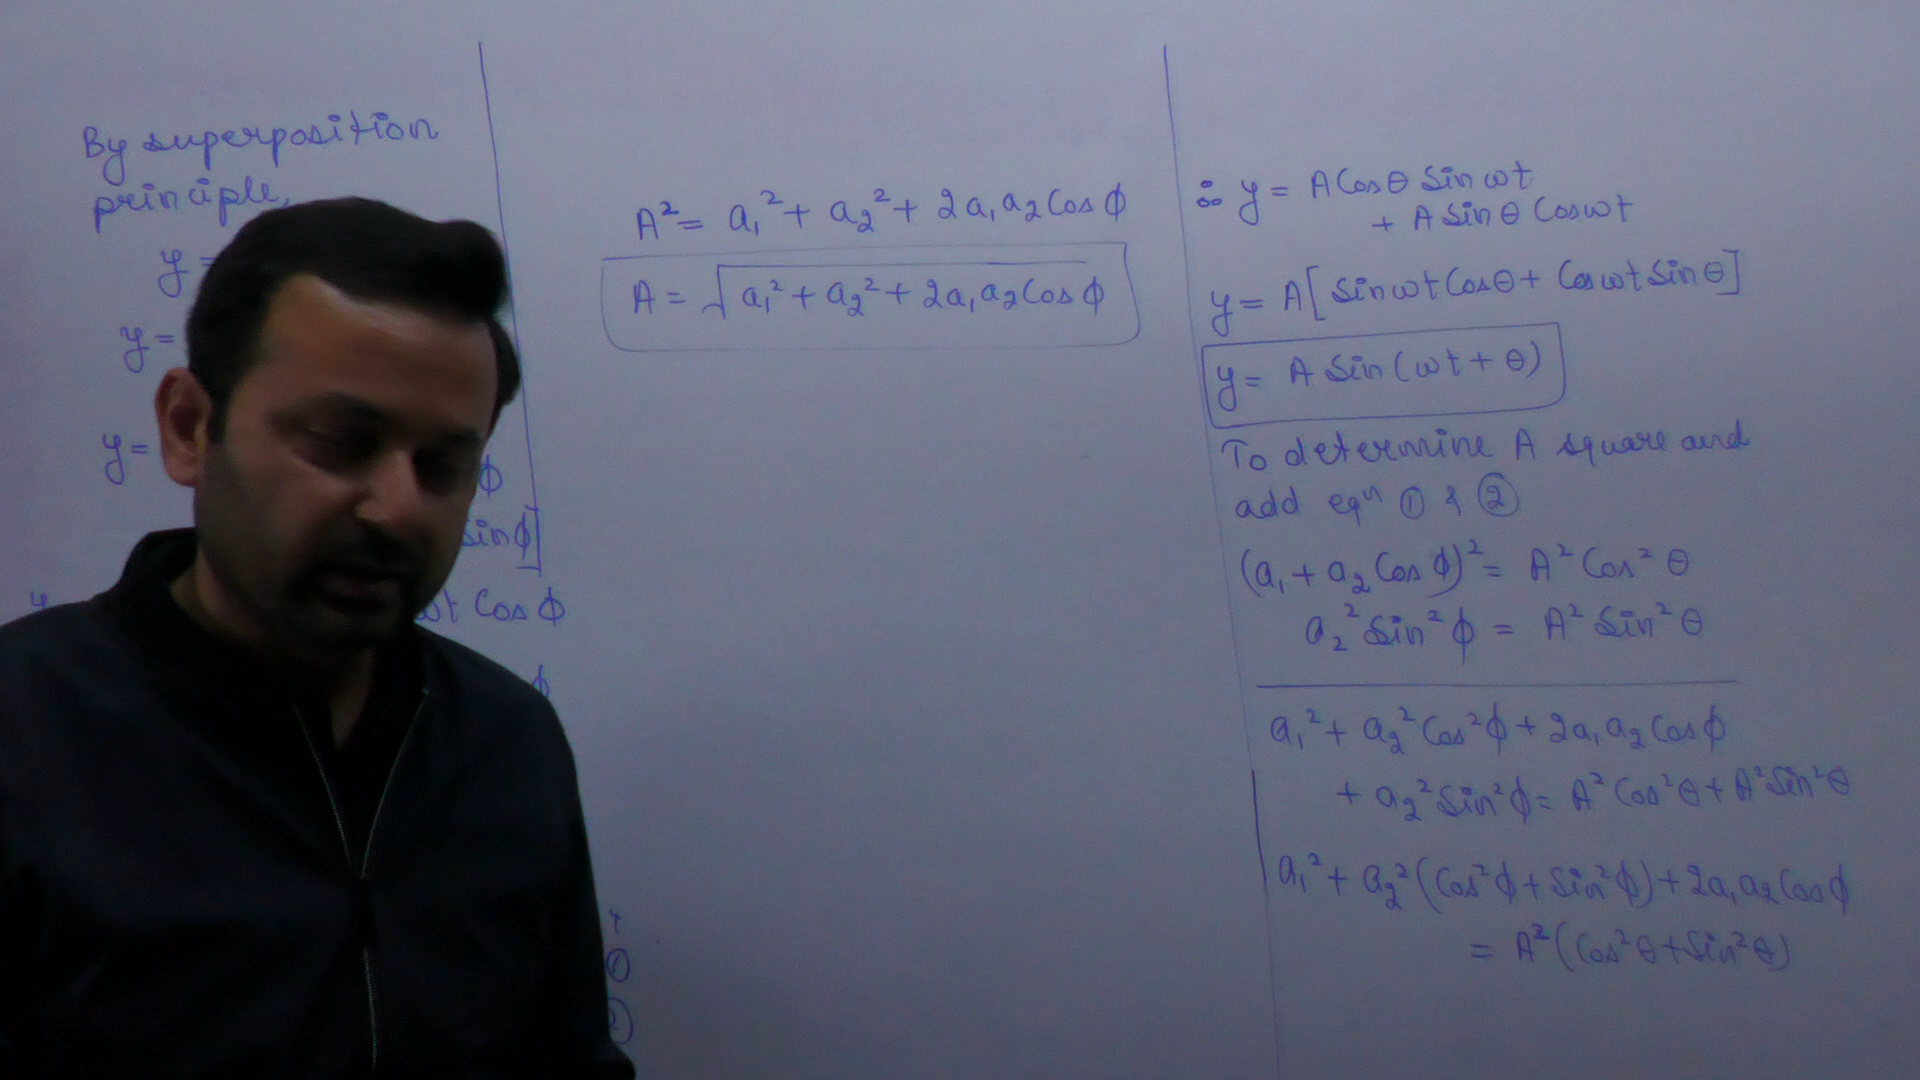 By superposition
principle,
y =
y =
y =
ϕ
Sinϕ]
y
ωt Cos ϕ
ϕ
①
②
A² = a₁² + a₂² + 2a₁a₂ Cos ϕ
A = √a₁² + a₂² + 2a₁a₂ Cos ϕ
∴ y = A Cos θ Sin ωt
+ A Sin θ Cos ωt
y = A[Sin ωt Cos θ + Cos ωt Sin θ]
y = A Sin (ωt + θ)
To determine A square and
add eqⁿ ① & ②
(a₁ + a₂ Cos ϕ)² = A² Cos² θ
a₂² Sin² ϕ = A² Sin² θ
a₁² + a₂² Cos² ϕ + 2a₁a₂ Cos ϕ
+ a₂² Sin² ϕ = A² Cos² θ + A² Sin² θ
a₁² + a₂² (Cos² ϕ + Sin² ϕ) + 2a₁a₂ Cos ϕ
= A² (Cos² θ + Sin² θ)